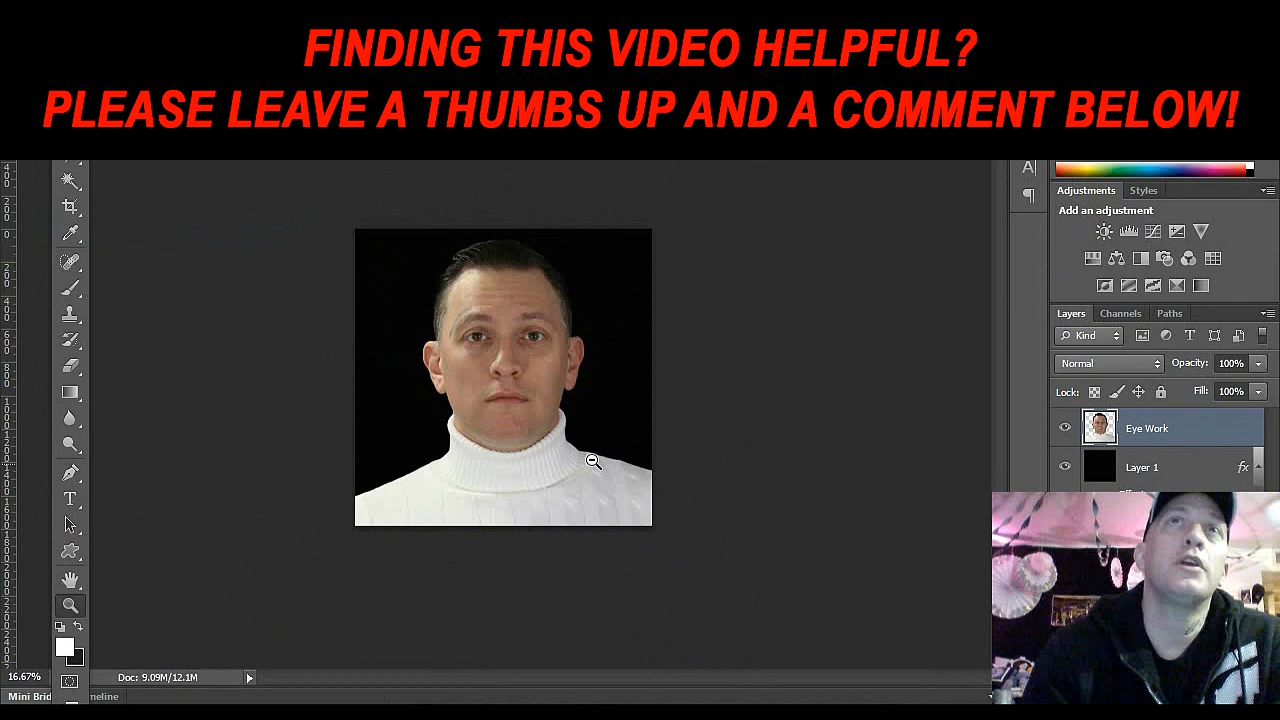 FINDING THIS VIDEO HELPFUL?
PLEASE LEAVE A THUMBS UP AND A COMMENT BELOW!
Adjustments Styles
Add an adjustment
Layers Channels Paths
Kind
Normal Opacity: 100%
Lock: Fill: 100%
Eye Work
Layer 1 fx
16.67% Doc: 9.09M/12.1M
Mini Brid meline